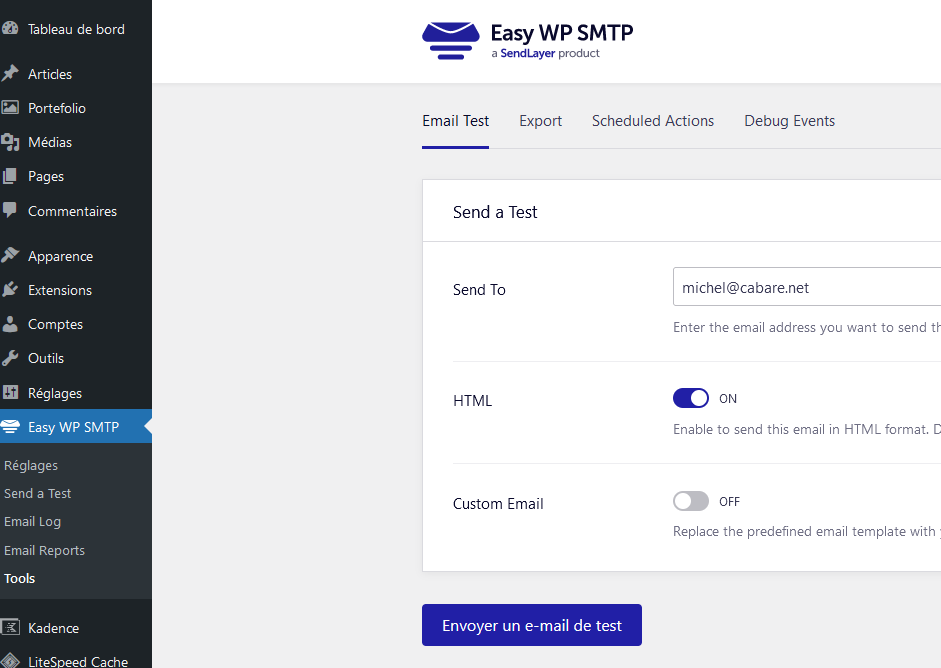 Tableau de bord
Articles
Portefolio
Médias
Pages
Commentaires
Apparence
Extensions
Comptes
Outils
Réglages
Easy WP SMTP
Réglages
Send a Test
Email Log
Email Reports
Tools
Kadence
LiteSpeed Cache
Easy WP SMTP
a SendLayer product
Email Test
Export
Scheduled Actions
Debug Events
Send a Test
Send To
michel@cabare.net
Enter the email address you want to send th
HTML
ON
Enable to send this email in HTML format. D
Custom Email
OFF
Replace the predefined email template with
Envoyer un e-mail de test